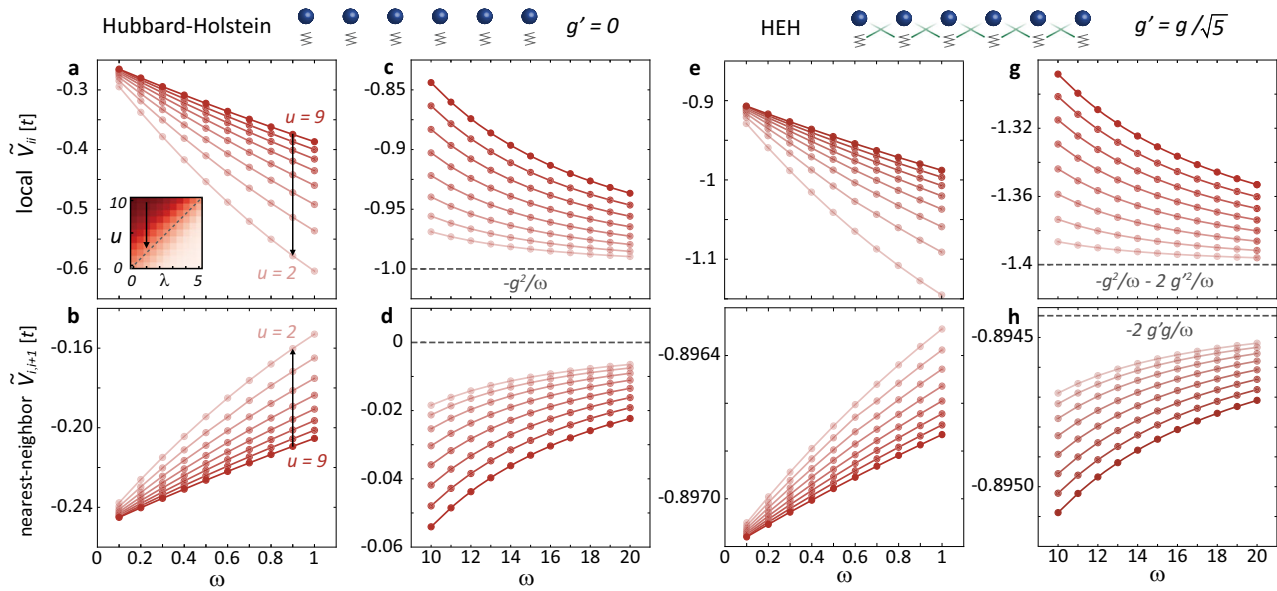 Hubbard-Holstein
g' = 0
HEH
g' = g/√5
a
c
e
g
local Ṽii [t]
-0.3
-0.4
-0.5
-0.6
u = 9
u = 2
10
u
0
0 λ 5
-0.85
-0.90
-0.95
-1.0
-g²/ω
-0.9
-1
-1.1
-1.32
-1.36
-1.4
-g²/ω - 2 g'²/ω
b
d
h
nearest-neighbor Ṽi,i+1 [t]
-0.16
-0.20
-0.24
u = 2
u = 9
0
-0.02
-0.04
-0.06
-0.8964
-0.8970
-0.8945
-0.8950
-2 g'g/ω
0 0.2 0.4 0.6 0.8 1
ω
10 12 14 16 18 20
ω
0 0.2 0.4 0.6 0.8 1
ω
10 12 14 16 18 20
ω